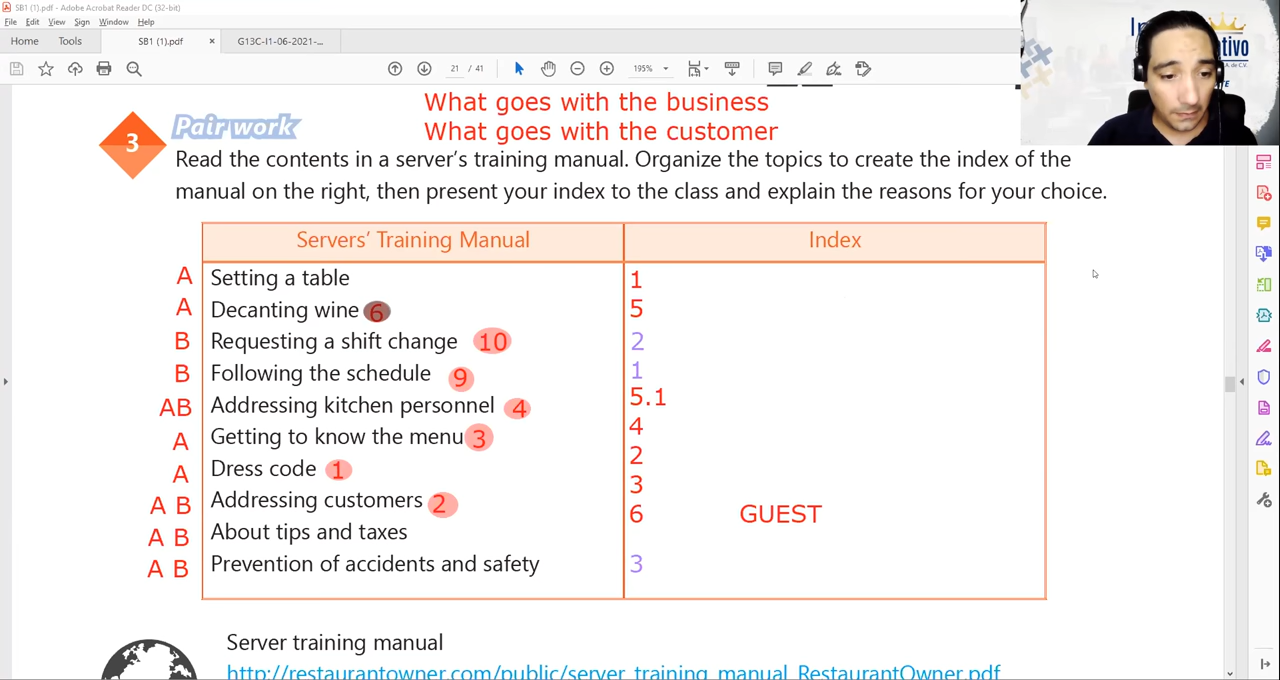 SB1 (1).pdf - Adobe Acrobat Reader DC (32-bit)
File Edit View Sign Window Help
Home Tools SB1 (1).pdf × G13C-I1-06-2021-...
21 / 41 195%
What goes with the business
What goes with the customer
3 Pair work
Read the contents in a server's training manual. Organize the topics to create the index of the
manual on the right, then present your index to the class and explain the reasons for your choice.
Servers' Training Manual Index
A Setting a table 1
A Decanting wine 6 5
B Requesting a shift change 10 2
B Following the schedule 9 1
AB Addressing kitchen personnel 4 5.1
A Getting to know the menu 3 4
A Dress code 1 2
A B Addressing customers 2 3
A B About tips and taxes 6 GUEST
A B Prevention of accidents and safety 3
Server training manual
http://restaurantowner.com/public/server_training_manual_RestaurantOwner.pdf